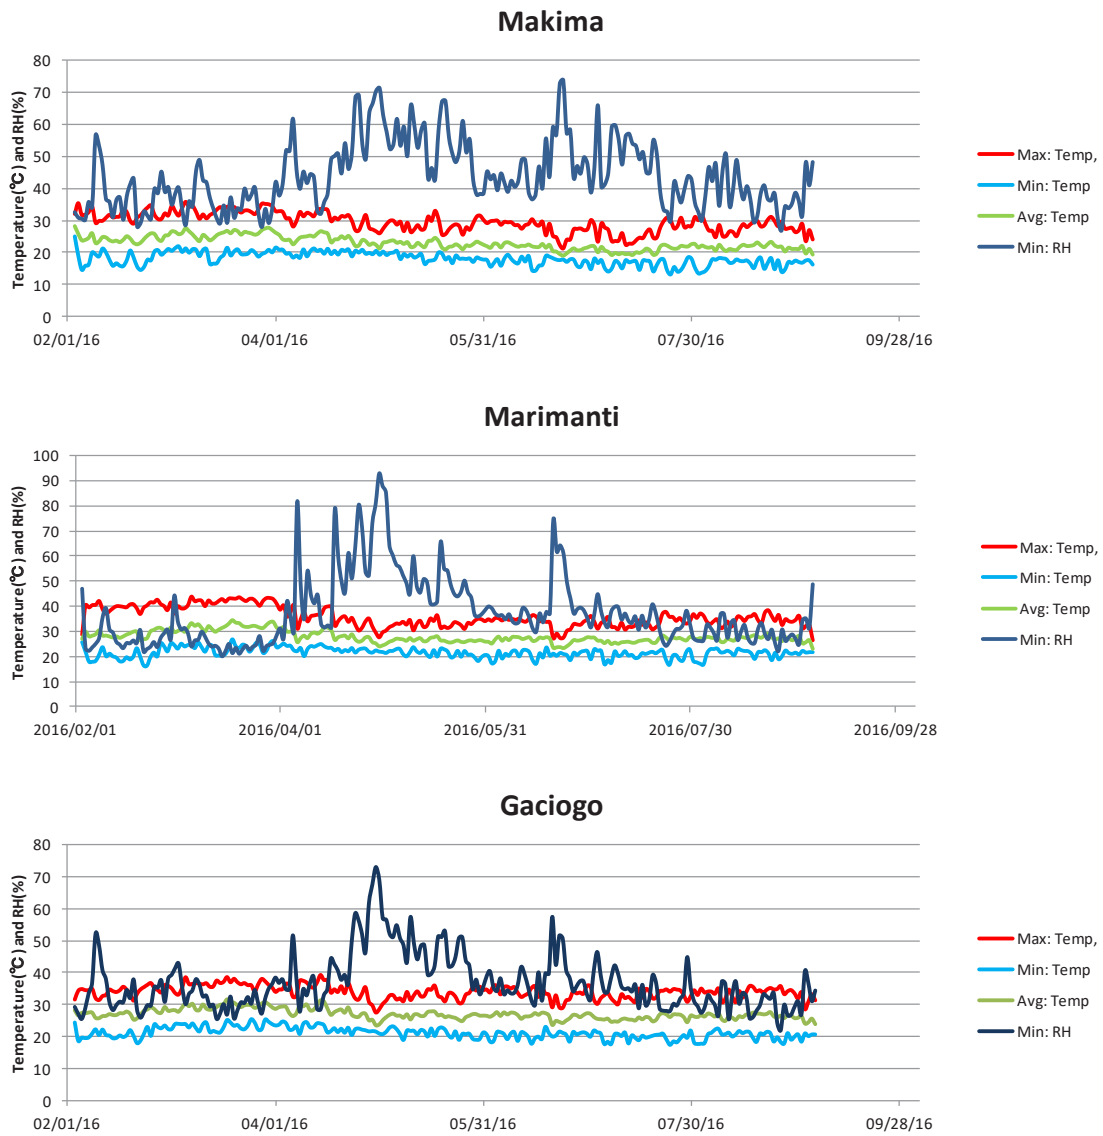 Makima
Temperature(℃) and RH(%)
80
70
60
50
40
30
20
10
0
02/01/16
04/01/16
05/31/16
07/30/16
09/28/16
Max: Temp,
Min: Temp
Avg: Temp
Min: RH
Marimanti
Temperature(℃) and RH(%)
100
90
80
70
60
50
40
30
20
10
0
2016/02/01
2016/04/01
2016/05/31
2016/07/30
2016/09/28
Max: Temp,
Min: Temp
Avg: Temp
Min: RH
Gaciogo
Temperature(℃) and RH(%)
80
70
60
50
40
30
20
10
0
02/01/16
04/01/16
05/31/16
07/30/16
09/28/16
Max: Temp,
Min: Temp
Avg: Temp
Min: RH